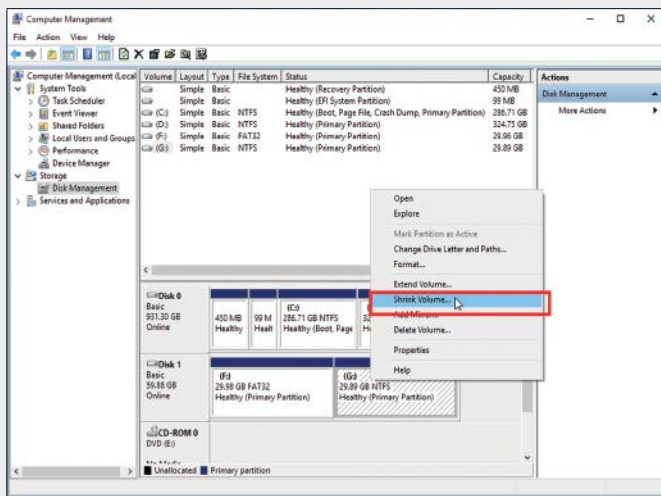 Computer Management
File Action View Help
Computer Management (Local
System Tools
Task Scheduler
Event Viewer
Shared Folders
Local Users and Groups
Performance
Device Manager
Storage
Disk Management
Services and Applications
Volume Layout Type File System Status Capacity
Simple Basic Healthy (Recovery Partition) 450 MB
Simple Basic Healthy (EFI System Partition) 99 MB
(C:) Simple Basic NTFS Healthy (Boot, Page File, Crash Dump, Primary Partition) 286.71 GB
(D:) Simple Basic NTFS Healthy (Primary Partition) 324.75 GB
(F:) Simple Basic FAT32 Healthy (Primary Partition) 29.96 GB
(G:) Simple Basic NTFS Healthy (Primary Partition) 29.89 GB
Actions
Disk Management
More Actions
Open
Explore
Mark Partition as Active
Change Drive Letter and Paths...
Format...
Extend Volume...
Shrink Volume...
Add Mirror...
Delete Volume...
Properties
Help
Disk 0
Basic
931.30 GB
Online
450 MB
Healthy
99 M
Healt
(C:)
286.71 GB NTFS
Healthy (Boot, Page
Disk 1
Basic
59.88 GB
Online
(F:)
29.98 GB FAT32
Healthy (Primary Partition)
(G:)
29.89 GB NTFS
Healthy (Primary Partition)
CD-ROM 0
DVD (E:)
Unallocated Primary partition